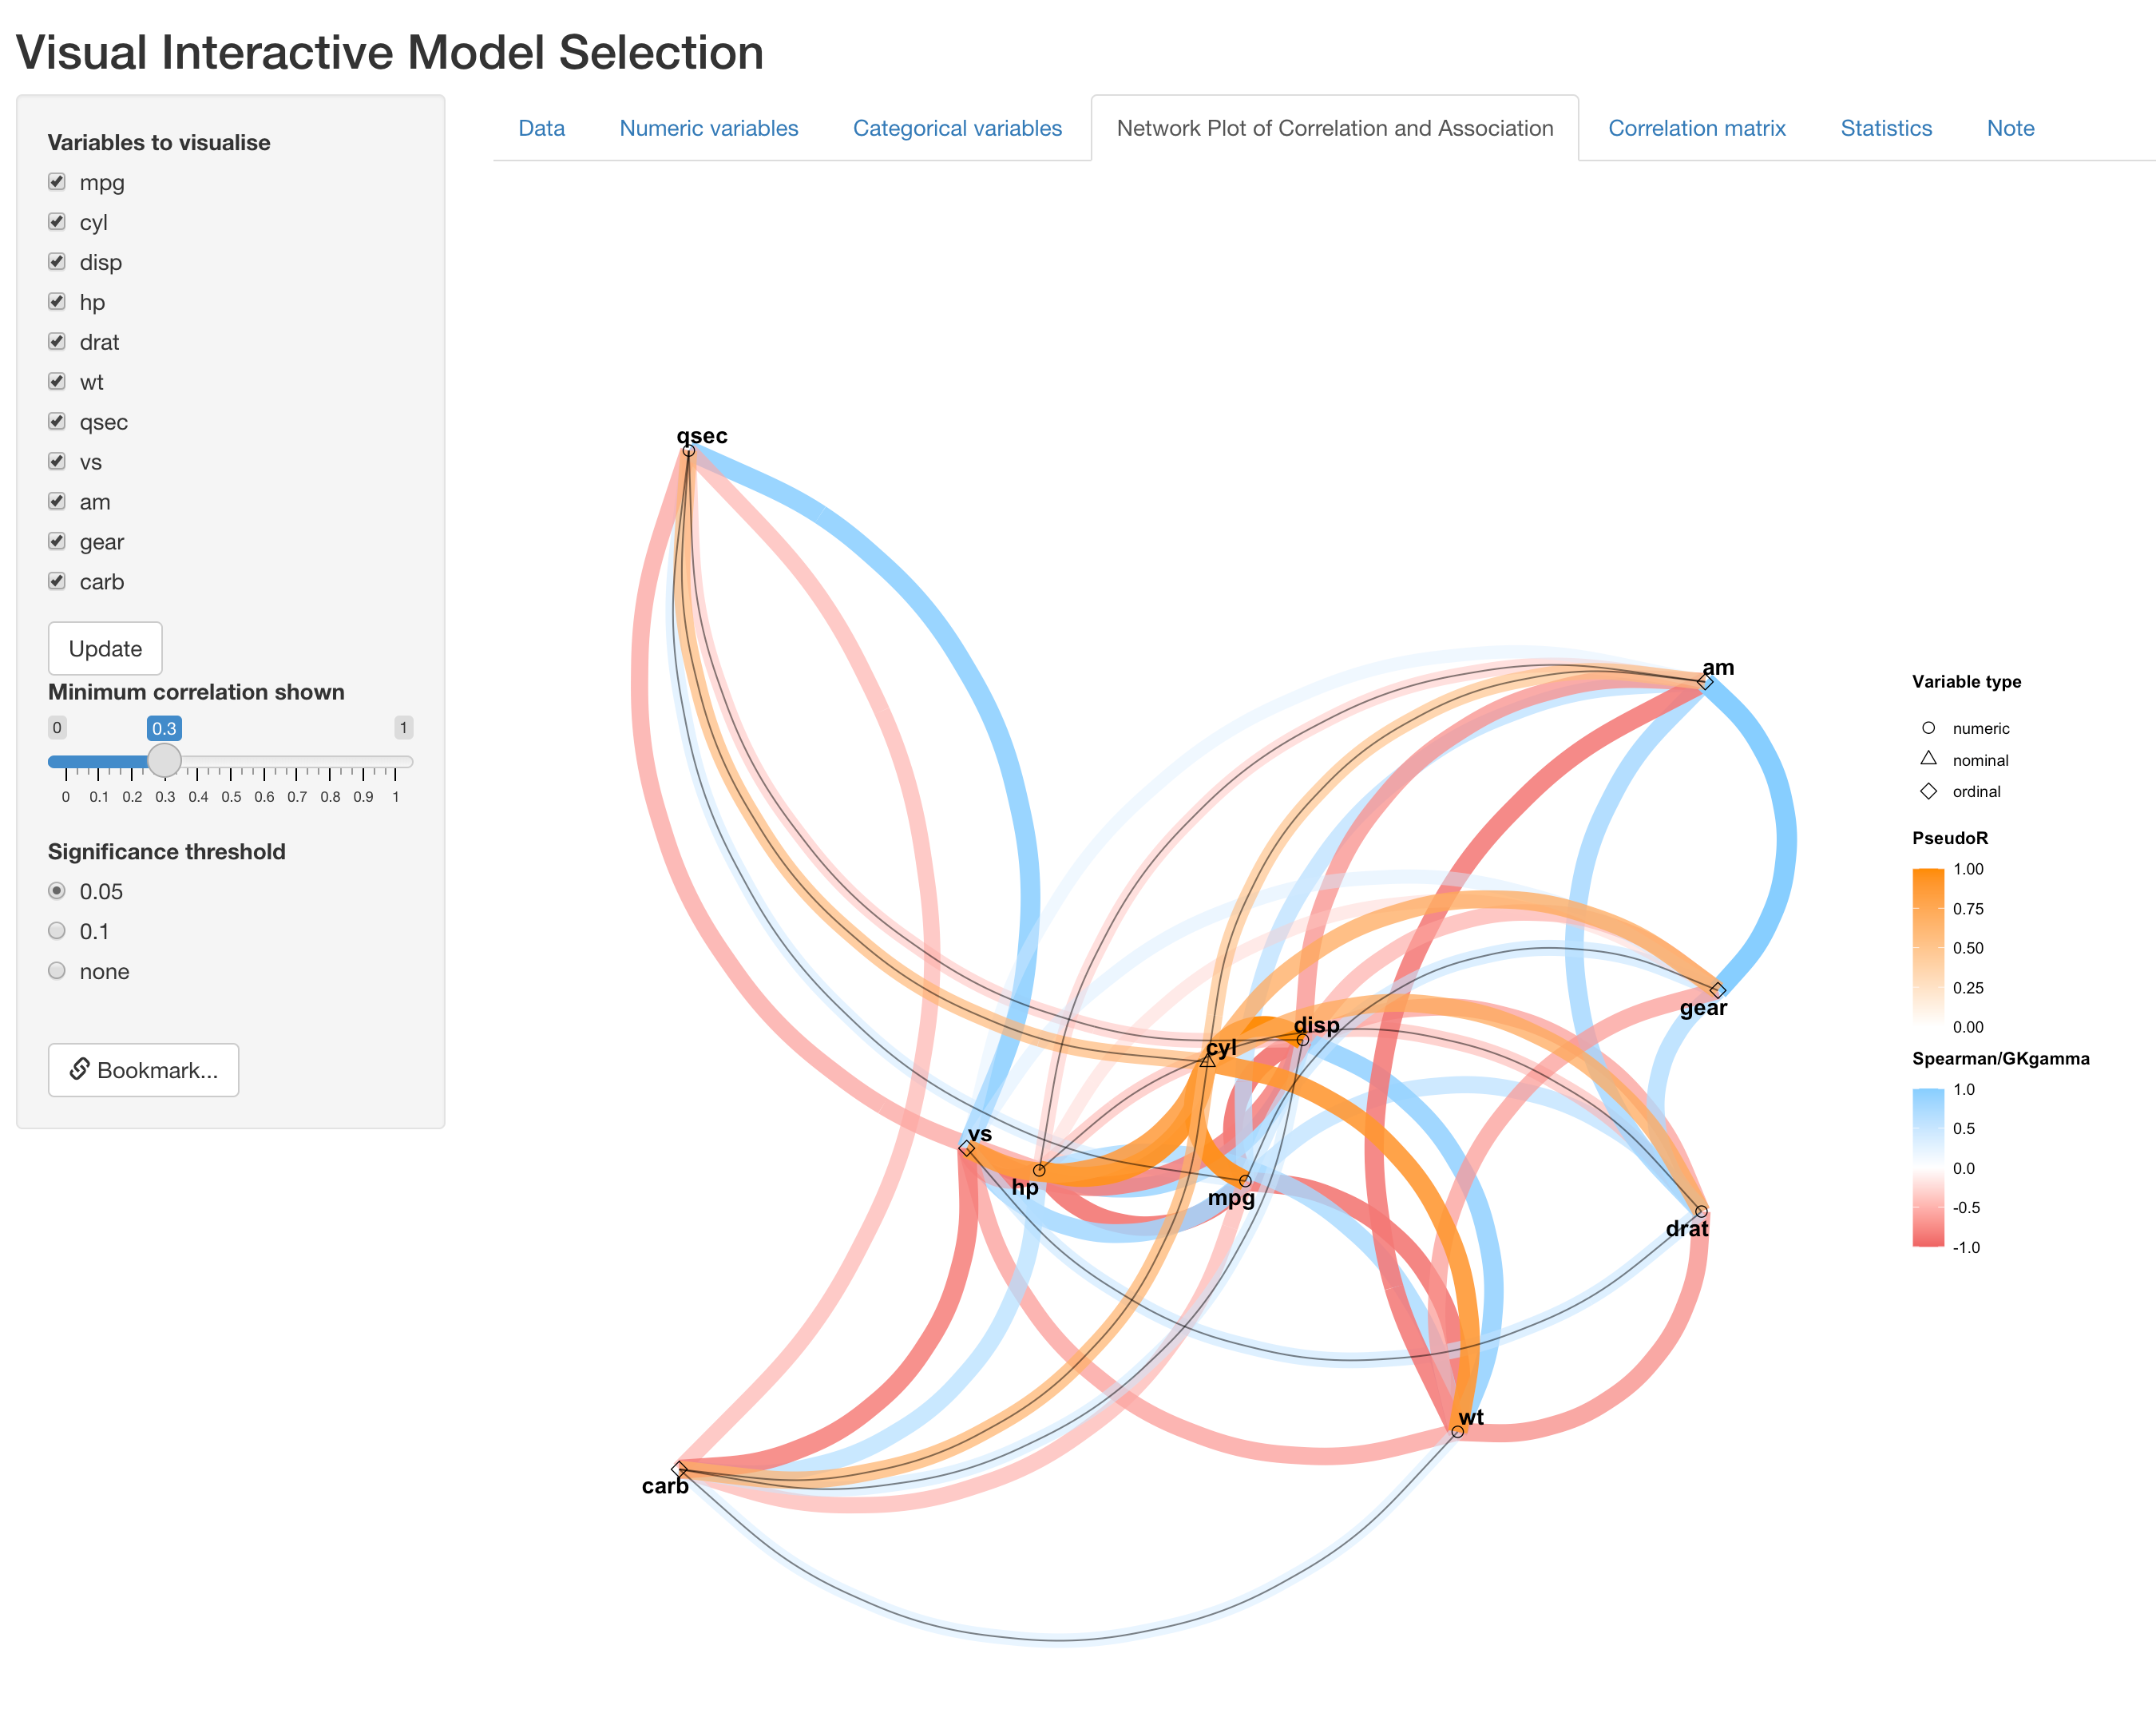 Visual Interactive Model Selection
Variables to visualise
mpg
cyl
disp
hp
drat
wt
qsec
vs
am
gear
carb
Update
Minimum correlation shown
0 0.3 1
0 0.1 0.2 0.3 0.4 0.5 0.6 0.7 0.8 0.9 1
Significance threshold
0.05
0.1
none
Bookmark...
Data Numeric variables Categorical variables Network Plot of Correlation and Association Correlation matrix Statistics Note
qsec
am
gear
disp
cyl
vs
hp
mpg
drat
wt
carb
Variable type
numeric
nominal
ordinal
PseudoR
1.00
0.75
0.50
0.25
0.00
Spearman/GKgamma
1.0
0.5
0.0
-0.5
-1.0